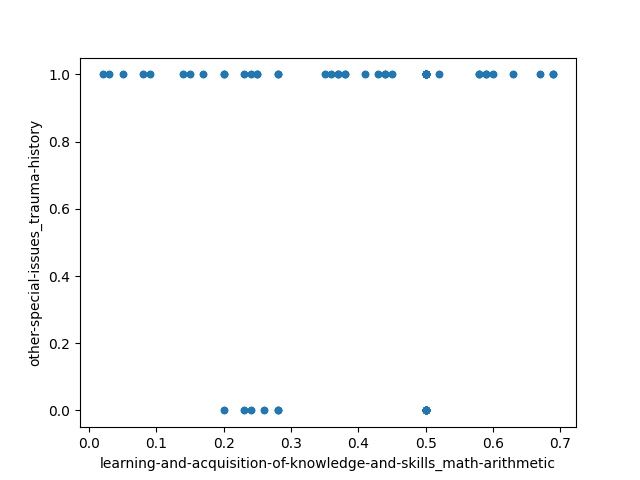 other-special-issues_trauma-history
1.0
0.8
0.6
0.4
0.2
0.0
0.0 0.1 0.2 0.3 0.4 0.5 0.6 0.7
learning-and-acquisition-of-knowledge-and-skills_math-arithmetic